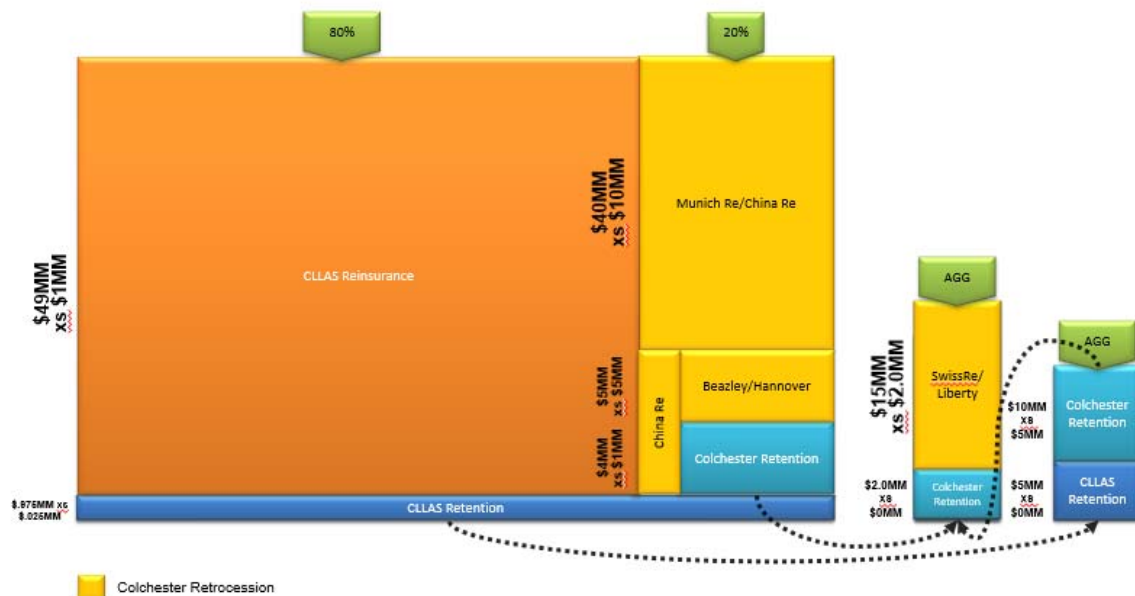 80%
20%
$49MM
xs $1MM
CLLAS Reinsurance
$40MM
xs $10MM
Munich Re/China Re
$5MM
xs $5MM
$4MM
xs $1MM
China Re
Beazley/Hannover
Colchester Retention
$.975MM xs
$.025MM
CLLAS Retention
AGG
$15MM
xs $2.0MM
SwissRe/
Liberty
$2.0MM
xs
$0MM
Colchester
Retention
AGG
$10MM
xs
$5MM
Colchester
Retention
$5MM
xs
$0MM
CLLAS
Retention
Colchester Retrocession